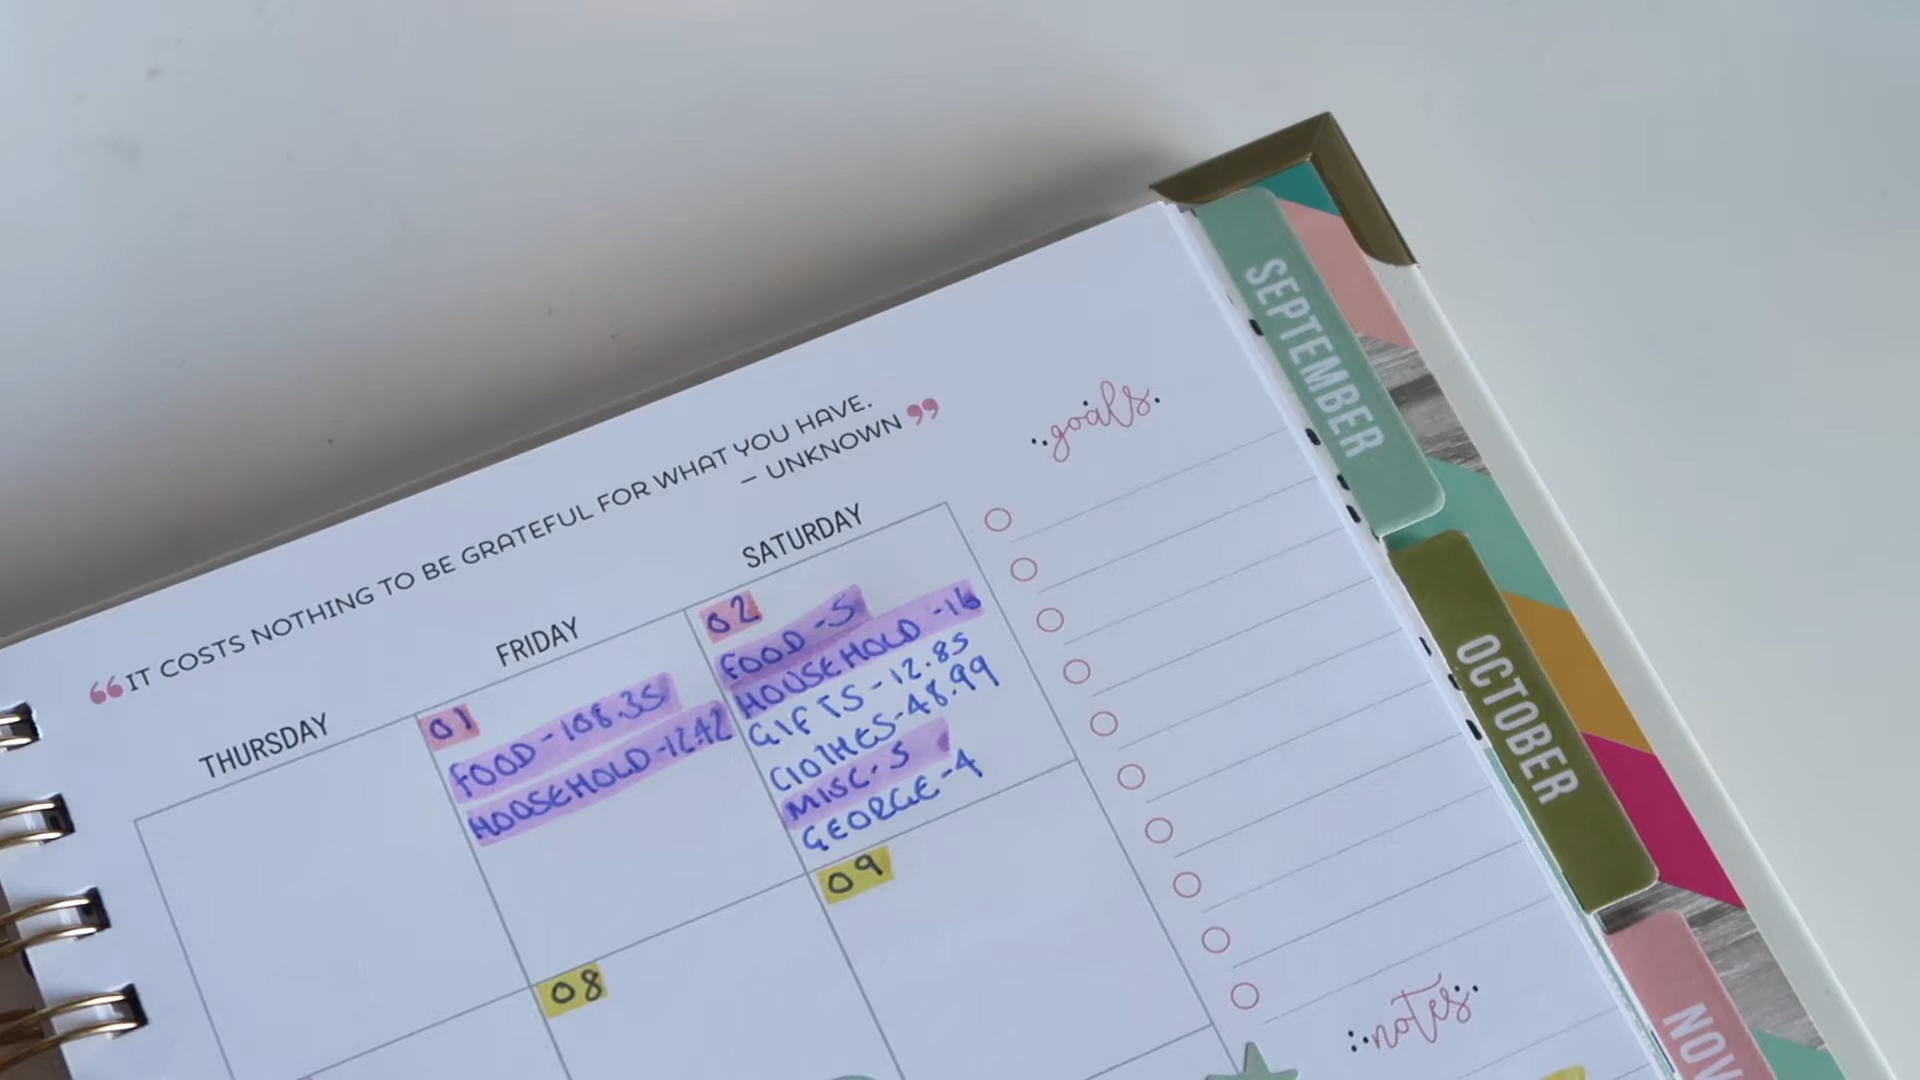 ❝IT COSTS NOTHING TO BE GRATEFUL FOR WHAT YOU HAVE.
– UNKNOWN❞
THURSDAY
FRIDAY
SATURDAY
01
FOOD - 108.35
HOUSEHOLD - 12.42
02
FOOD - 5
HOUSEHOLD - 16
GIFTS - 12.85
CLOTHES - 48.99
MISC - 5
GEORGE - 4
08
09
goals
notes
SEPTEMBER
OCTOBER
NOV